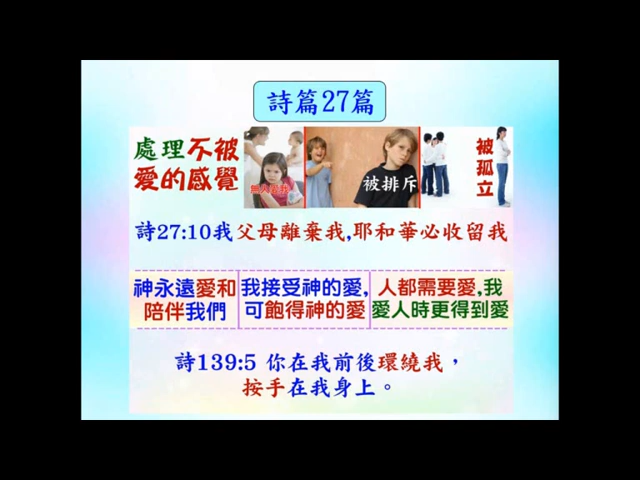 詩篇27篇
處理不被
愛的感覺
被排斥
被孤立
詩27:10我父母離棄我,耶和華必收留我
神永遠愛和
陪伴我們
我接受神的愛,
可飽得神的愛
人都需要愛,我
愛人時更得到愛
詩139:5 你在我前後環繞我，
按手在我身上。